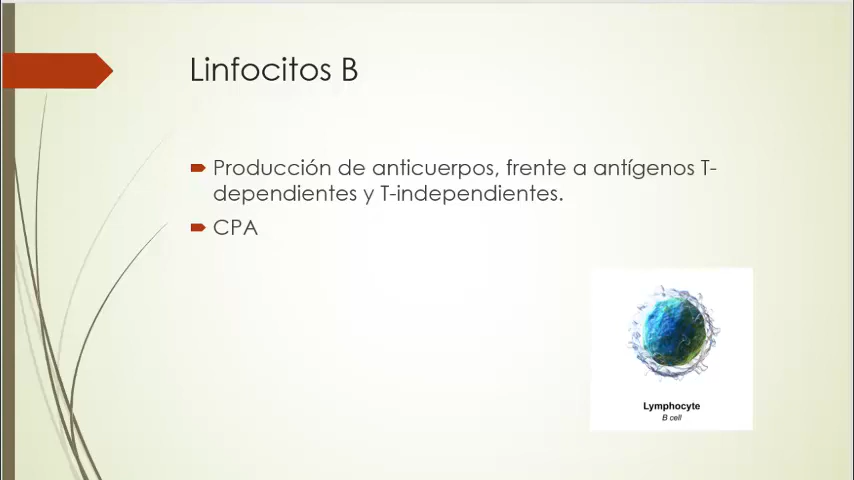 Linfocitos B
Producción de anticuerpos, frente a antígenos T-
dependientes y T-independientes.
CPA
Lymphocyte
B cell